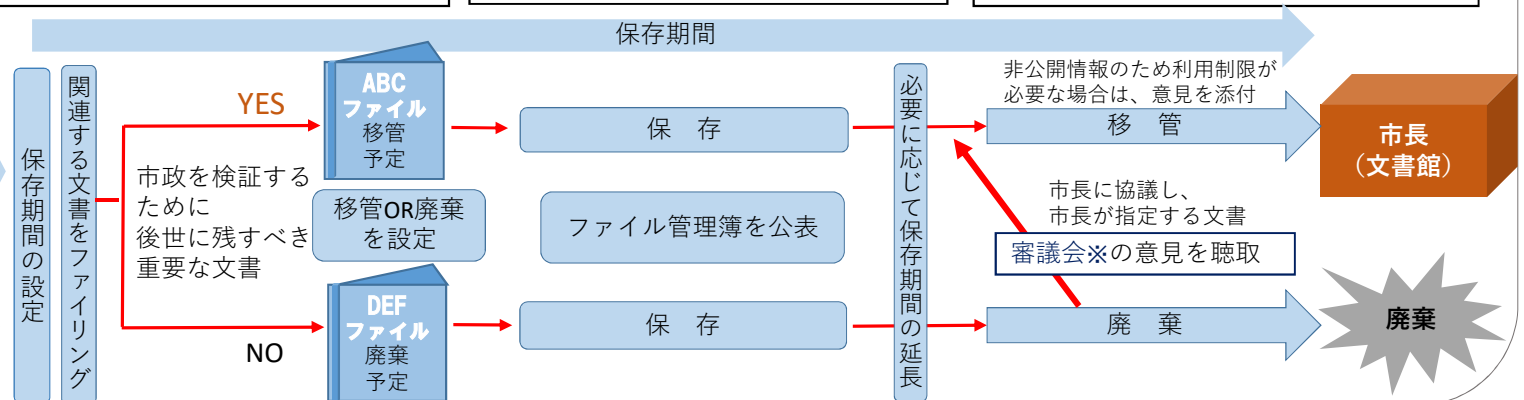 保存期間
保存期間の設定
関連する文書をファイリング
YES
市政を検証する
ために
後世に残すべき
重要な文書
NO
ABC
ファイル
移管
予定
移管OR廃棄
を設定
DEF
ファイル
廃棄
予定
保　存
ファイル管理簿を公表
保　存
必要に応じて保存期間の延長
非公開情報のため利用制限が
必要な場合は、意見を添付
移　管
市長に協議し、
市長が指定する文書
審議会※の意見を聴取
廃　棄
市長
（文書館）
廃棄